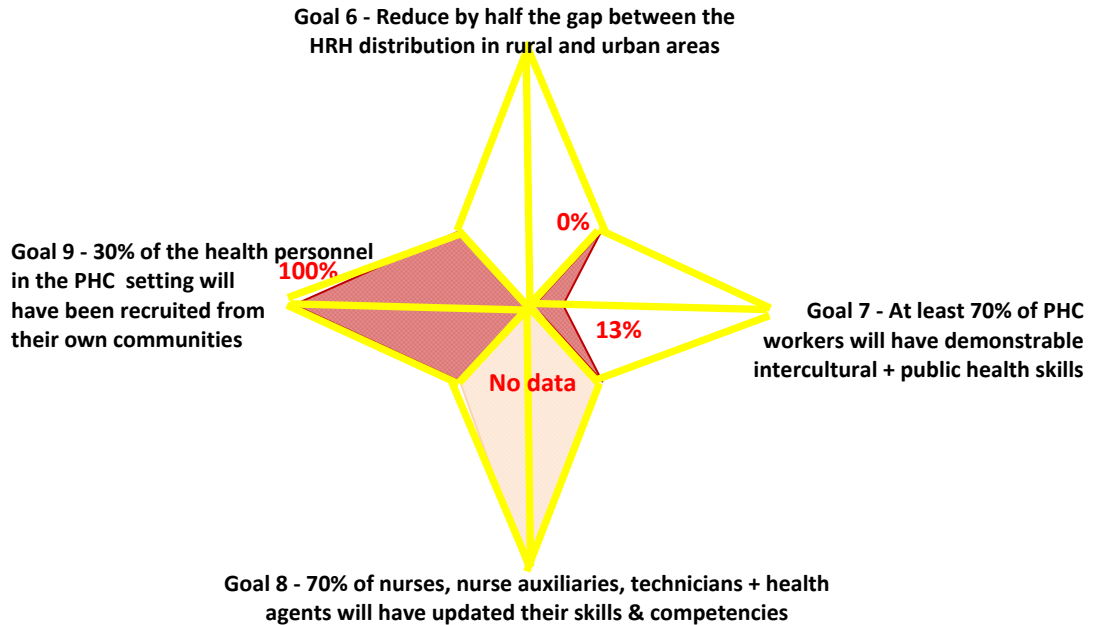 Goal 6 - Reduce by half the gap between the
HRH distribution in rural and urban areas
0%
Goal 9 - 30% of the health personnel
in the PHC setting will
have been recruited from
their own communities
100%
Goal 7 - At least 70% of PHC
workers will have demonstrable
intercultural + public health skills
13%
No data
Goal 8 - 70% of nurses, nurse auxiliaries, technicians + health
agents will have updated their skills & competencies